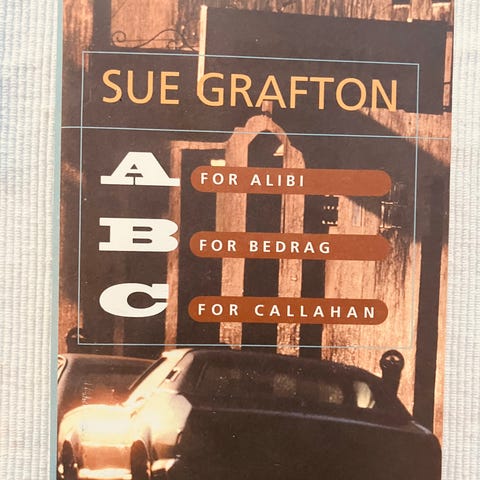 SUE GRAFTON
A FOR ALIBI
B FOR BEDRAG
C FOR CALLAHAN